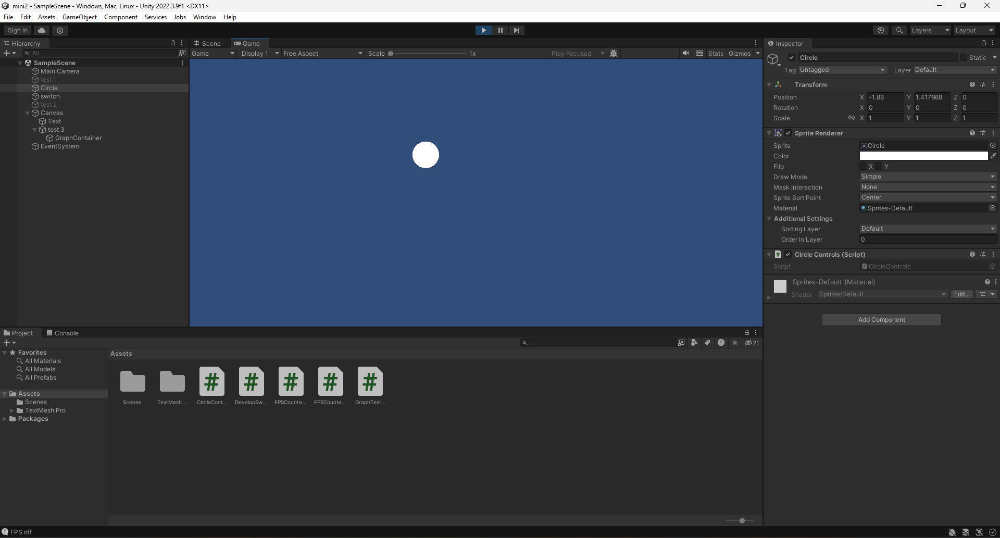 mini2 - SampleScene - Windows, Mac, Linux - Unity 2022.3.9f1 <DX11>
File Edit Assets GameObject Component Services Jobs Window Help
Sign in
Layers
Layout
Hierarchy
All
SampleScene
Main Camera
test 1
Circle
switch
test 2
Canvas
Text
test 3
GraphContainer
EventSystem
Scene
Game
Game Display 1 Free Aspect Scale 1x Play Focused Stats Gizmos
Inspector
Circle
Static
Tag Untagged Layer Default
Transform
Position X -1.88 Y 1.417988 Z 0
Rotation X 0 Y 0 Z 0
Scale X 1 Y 1 Z 1
Sprite Renderer
Sprite Circle
Color
Flip X Y
Draw Mode Simple
Mask Interaction None
Sprite Sort Point Center
Material Sprites-Default
Additional Settings
Sorting Layer Default
Order in Layer 0
# Circle Controls (Script)
Script CircleControls
Sprites-Default (Material)
Shader Sprites/Default Edit...
Add Component
Project
Console
21
Favorites
All Materials
All Models
All Prefabs
Assets
Scenes
TextMesh Pro
Packages
Assets
# # # # #
Scenes TextMesh ... CircleCont... DevelopSw... FPSCounte... FPSCounte... GraphTest...
FPS off